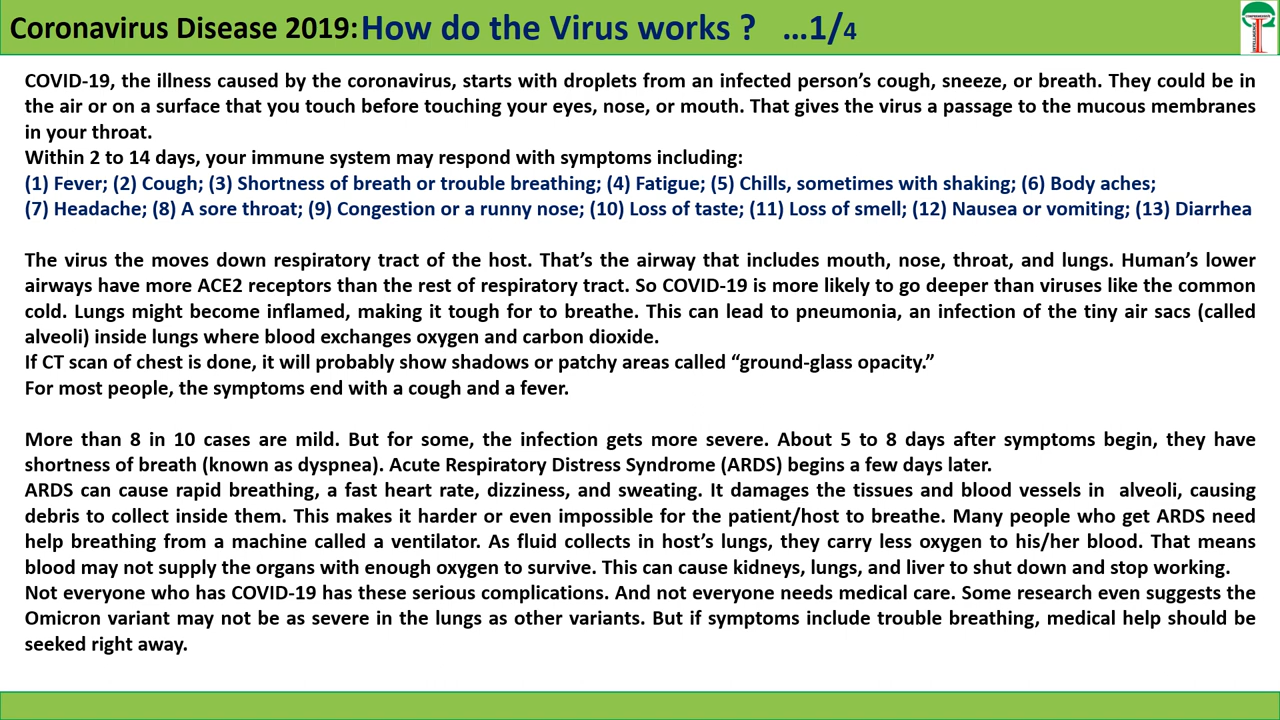 Coronavirus Disease 2019: How do the Virus works ? ...1/4
COVID-19, the illness caused by the coronavirus, starts with droplets from an infected person's cough, sneeze, or breath. They could be in
the air or on a surface that you touch before touching your eyes, nose, or mouth. That gives the virus a passage to the mucous membranes
in your throat.
Within 2 to 14 days, your immune system may respond with symptoms including:
(1) Fever; (2) Cough; (3) Shortness of breath or trouble breathing; (4) Fatigue; (5) Chills, sometimes with shaking; (6) Body aches;
(7) Headache; (8) A sore throat; (9) Congestion or a runny nose; (10) Loss of taste; (11) Loss of smell; (12) Nausea or vomiting; (13) Diarrhea
The virus the moves down respiratory tract of the host. That's the airway that includes mouth, nose, throat, and lungs. Human's lower
airways have more ACE2 receptors than the rest of respiratory tract. So COVID-19 is more likely to go deeper than viruses like the common
cold. Lungs might become inflamed, making it tough for to breathe. This can lead to pneumonia, an infection of the tiny air sacs (called
alveoli) inside lungs where blood exchanges oxygen and carbon dioxide.
If CT scan of chest is done, it will probably show shadows or patchy areas called “ground-glass opacity.”
For most people, the symptoms end with a cough and a fever.
More than 8 in 10 cases are mild. But for some, the infection gets more severe. About 5 to 8 days after symptoms begin, they have
shortness of breath (known as dyspnea). Acute Respiratory Distress Syndrome (ARDS) begins a few days later.
ARDS can cause rapid breathing, a fast heart rate, dizziness, and sweating. It damages the tissues and blood vessels in alveoli, causing
debris to collect inside them. This makes it harder or even impossible for the patient/host to breathe. Many people who get ARDS need
help breathing from a machine called a ventilator. As fluid collects in host's lungs, they carry less oxygen to his/her blood. That means
blood may not supply the organs with enough oxygen to survive. This can cause kidneys, lungs, and liver to shut down and stop working.
Not everyone who has COVID-19 has these serious complications. And not everyone needs medical care. Some research even suggests the
Omicron variant may not be as severe in the lungs as other variants. But if symptoms include trouble breathing, medical help should be
seeked right away.